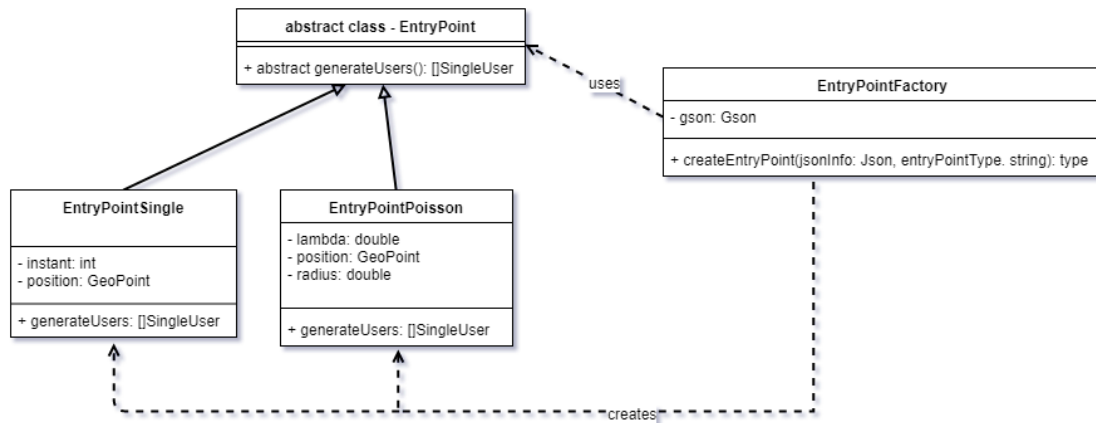 abstract class - EntryPoint
+ abstract generateUsers(): []SingleUser
uses
EntryPointFactory
- gson: Gson
+ createEntryPoint(jsonInfo: Json, entryPointType. string): type
EntryPointSingle
- instant: int
- position: GeoPoint
+ generateUsers: []SingleUser
EntryPointPoisson
- lambda: double
- position: GeoPoint
- radius: double
+ generateUsers: []SingleUser
creates